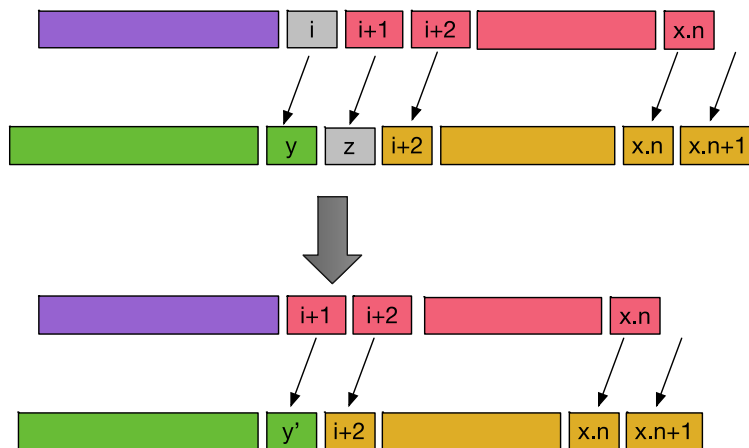 i i+1 i+2 x.n
y z i+2 x.n x.n+1
i+1 i+2 x.n
y' i+2 x.n x.n+1